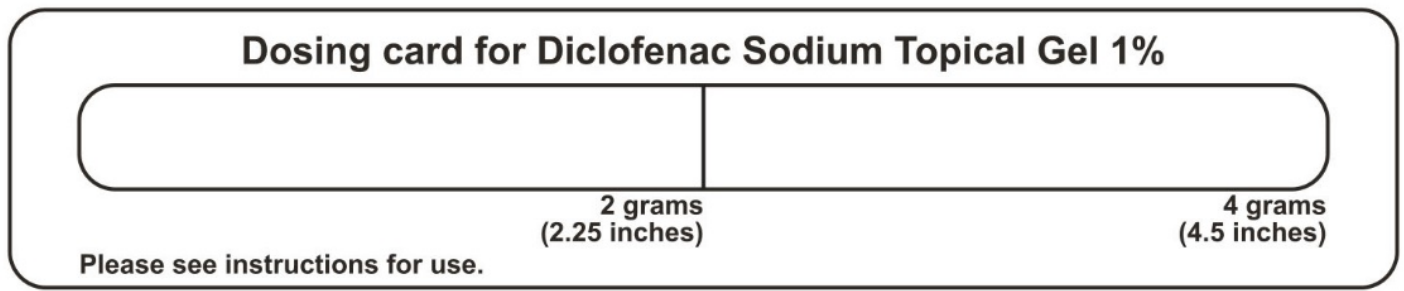 Dosing card for Diclofenac Sodium Topical Gel 1%
2 grams
(2.25 inches)
4 grams
(4.5 inches)
Please see instructions for use.